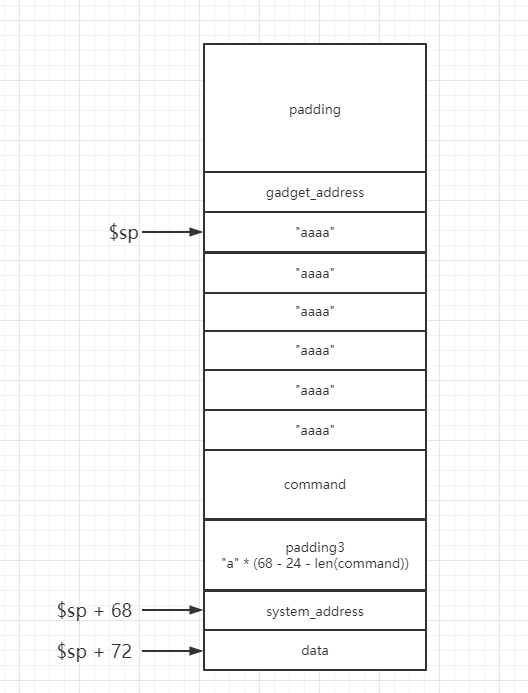 padding
gadget_address
$sp
"aaaa"
"aaaa"
"aaaa"
"aaaa"
"aaaa"
"aaaa"
command
padding3
"a" * (68 - 24 - len(command))
$sp + 68
system_address
$sp + 72
data